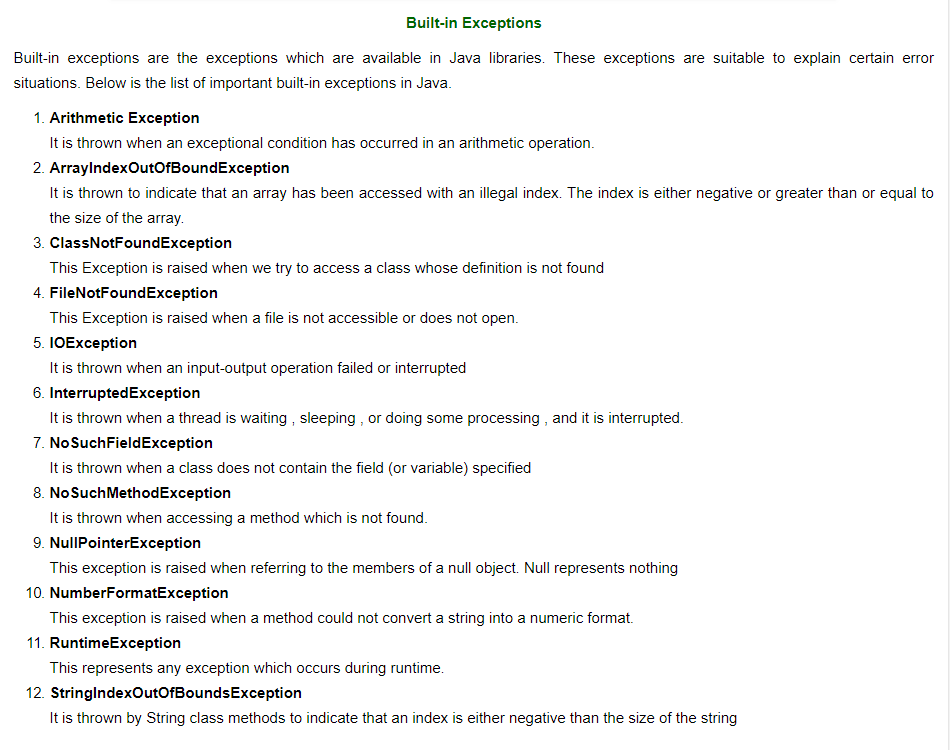 Built-in Exceptions
Built-in exceptions are the exceptions which are available in Java libraries. These exceptions are suitable to explain certain error
situations. Below is the list of important built-in exceptions in Java.
1. Arithmetic Exception
It is thrown when an exceptional condition has occurred in an arithmetic operation.
2. ArrayIndexOutOfBoundException
It is thrown to indicate that an array has been accessed with an illegal index. The index is either negative or greater than or equal to
the size of the array.
3. ClassNotFoundException
This Exception is raised when we try to access a class whose definition is not found
4. FileNotFoundException
This Exception is raised when a file is not accessible or does not open.
5. IOException
It is thrown when an input-output operation failed or interrupted
6. InterruptedException
It is thrown when a thread is waiting , sleeping , or doing some processing , and it is interrupted.
7. NoSuchFieldException
It is thrown when a class does not contain the field (or variable) specified
8. NoSuchMethodException
It is thrown when accessing a method which is not found.
9. NullPointerException
This exception is raised when referring to the members of a null object. Null represents nothing
10. NumberFormatException
This exception is raised when a method could not convert a string into a numeric format.
11. RuntimeException
This represents any exception which occurs during runtime.
12. StringIndexOutOfBoundsException
It is thrown by String class methods to indicate that an index is either negative than the size of the string